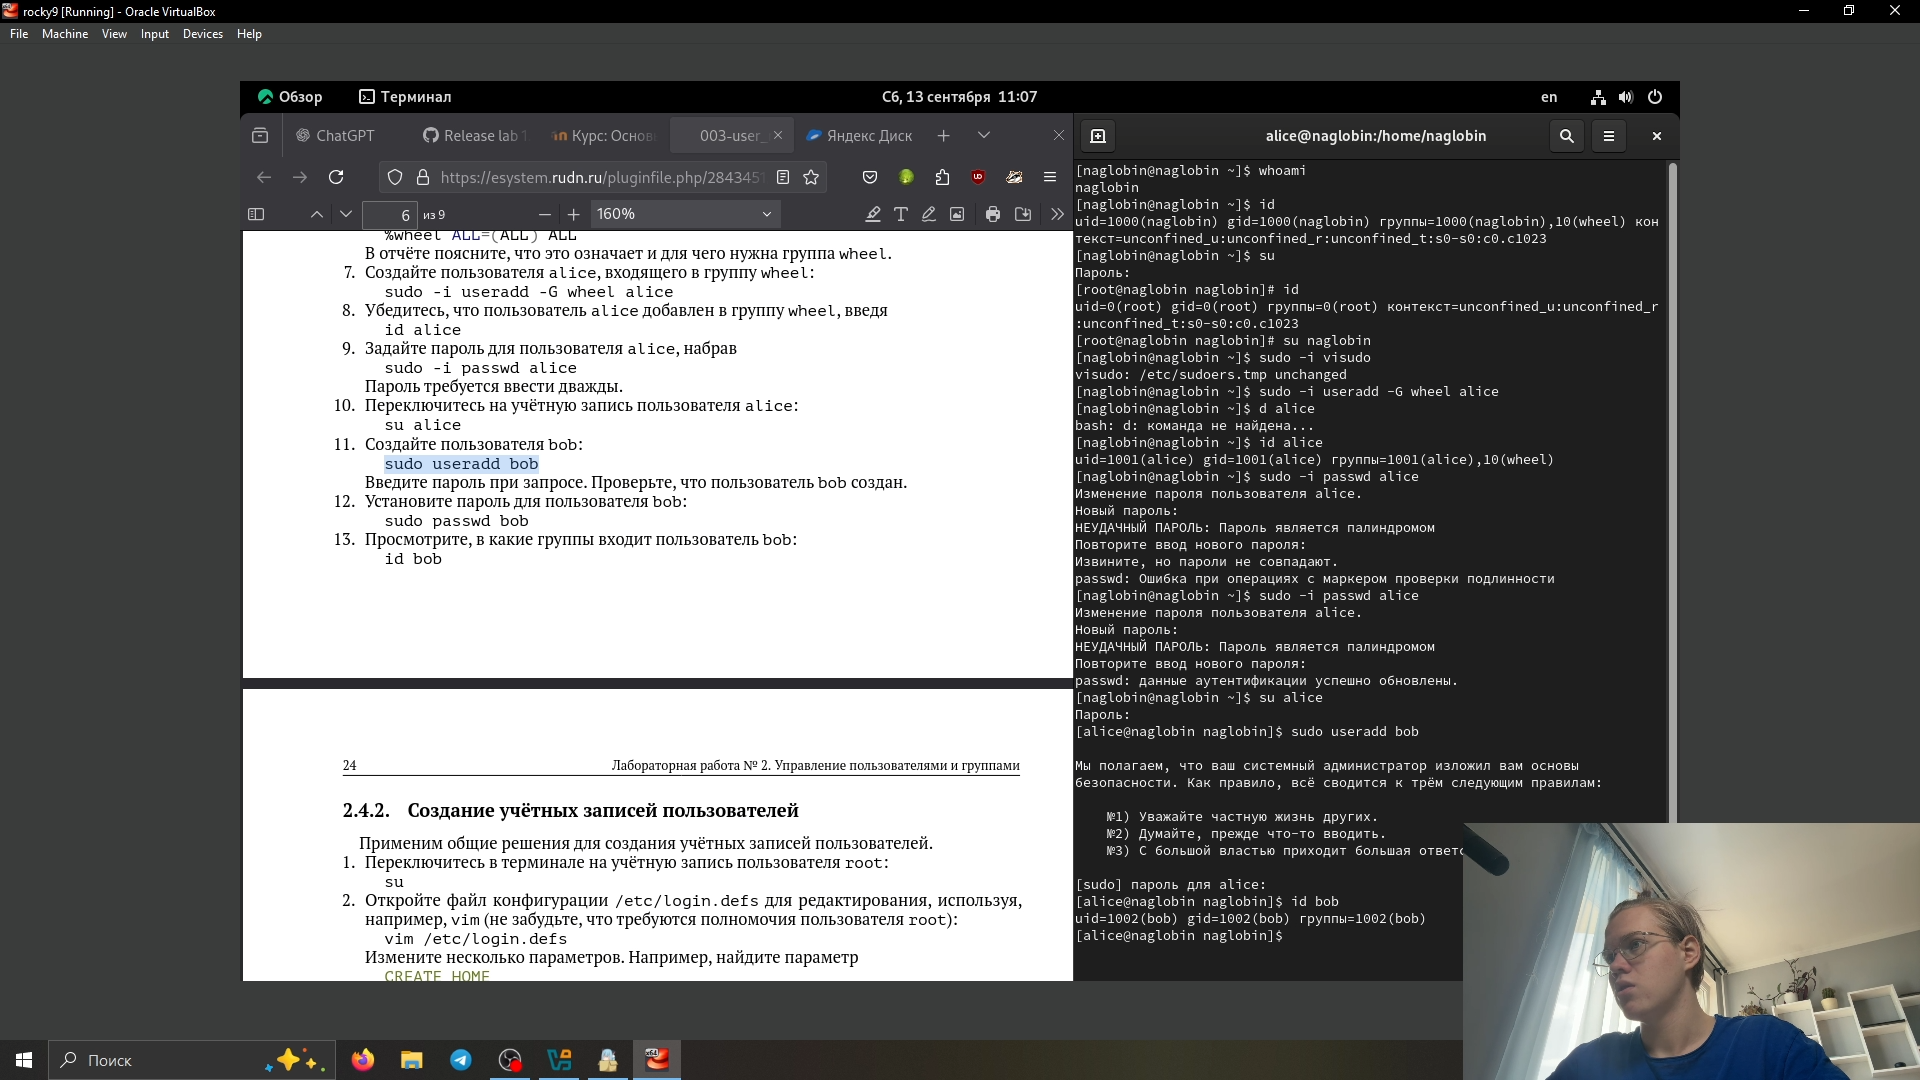 rocky9 [Running] - Oracle VirtualBox
File Machine View Input Devices Help
Обзор Терминал Сб, 13 сентября 11:07 en
ChatGPT Release lab 1 Курс: Основ 003-user_ Яндекс Диск
https://esystem.rudn.ru/pluginfile.php/2843451
6 из 9 160%
%wheel ALL=(ALL) ALL
В отчёте поясните, что это означает и для чего нужна группа wheel.
7. Создайте пользователя alice, входящего в группу wheel:
sudo -i useradd -G wheel alice
8. Убедитесь, что пользователь alice добавлен в группу wheel, введя
id alice
9. Задайте пароль для пользователя alice, набрав
sudo -i passwd alice
Пароль требуется ввести дважды.
10. Переключитесь на учётную запись пользователя alice:
su alice
11. Создайте пользователя bob:
sudo useradd bob
Введите пароль при запросе. Проверьте, что пользователь bob создан.
12. Установите пароль для пользователя bob:
sudo passwd bob
13. Просмотрите, в какие группы входит пользователь bob:
id bob
24 Лабораторная работа № 2. Управление пользователями и группами
2.4.2. Создание учётных записей пользователей
Применим общие решения для создания учётных записей пользователей.
1. Переключитесь в терминале на учётную запись пользователя root:
su
2. Откройте файл конфигурации /etc/login.defs для редактирования, используя,
например, vim (не забудьте, что требуются полномочия пользователя root):
vim /etc/login.defs
Измените несколько параметров. Например, найдите параметр
CREATE_HOME
alice@naglobin:/home/naglobin
[naglobin@naglobin ~]$ whoami
naglobin
[naglobin@naglobin ~]$ id
uid=1000(naglobin) gid=1000(naglobin) группы=1000(naglobin),10(wheel) кон
текст=unconfined_u:unconfined_r:unconfined_t:s0-s0:c0.c1023
[naglobin@naglobin ~]$ su
Пароль:
[root@naglobin naglobin]# id
uid=0(root) gid=0(root) группы=0(root) контекст=unconfined_u:unconfined_r
:unconfined_t:s0-s0:c0.c1023
[root@naglobin naglobin]# su naglobin
[naglobin@naglobin ~]$ sudo -i visudo
visudo: /etc/sudoers.tmp unchanged
[naglobin@naglobin ~]$ sudo -i useradd -G wheel alice
[naglobin@naglobin ~]$ d alice
bash: d: команда не найдена...
[naglobin@naglobin ~]$ id alice
uid=1001(alice) gid=1001(alice) группы=1001(alice),10(wheel)
[naglobin@naglobin ~]$ sudo -i passwd alice
Изменение пароля пользователя alice.
Новый пароль:
НЕУДАЧНЫЙ ПАРОЛЬ: Пароль является палиндромом
Повторите ввод нового пароля:
Извините, но пароли не совпадают.
passwd: Ошибка при операциях с маркером проверки подлинности
[naglobin@naglobin ~]$ sudo -i passwd alice
Изменение пароля пользователя alice.
Новый пароль:
НЕУДАЧНЫЙ ПАРОЛЬ: Пароль является палиндромом
Повторите ввод нового пароля:
passwd: данные аутентификации успешно обновлены.
[naglobin@naglobin ~]$ su alice
Пароль:
[alice@naglobin naglobin]$ sudo useradd bob
Мы полагаем, что ваш системный администратор изложил вам основы
безопасности. Как правило, всё сводится к трём следующим правилам:
№1) Уважайте частную жизнь других.
№2) Думайте, прежде что-то вводить.
№3) С большой властью приходит большая ответс
[sudo] пароль для alice:
[alice@naglobin naglobin]$ id bob
uid=1002(bob) gid=1002(bob) группы=1002(bob)
[alice@naglobin naglobin]$
Поиск